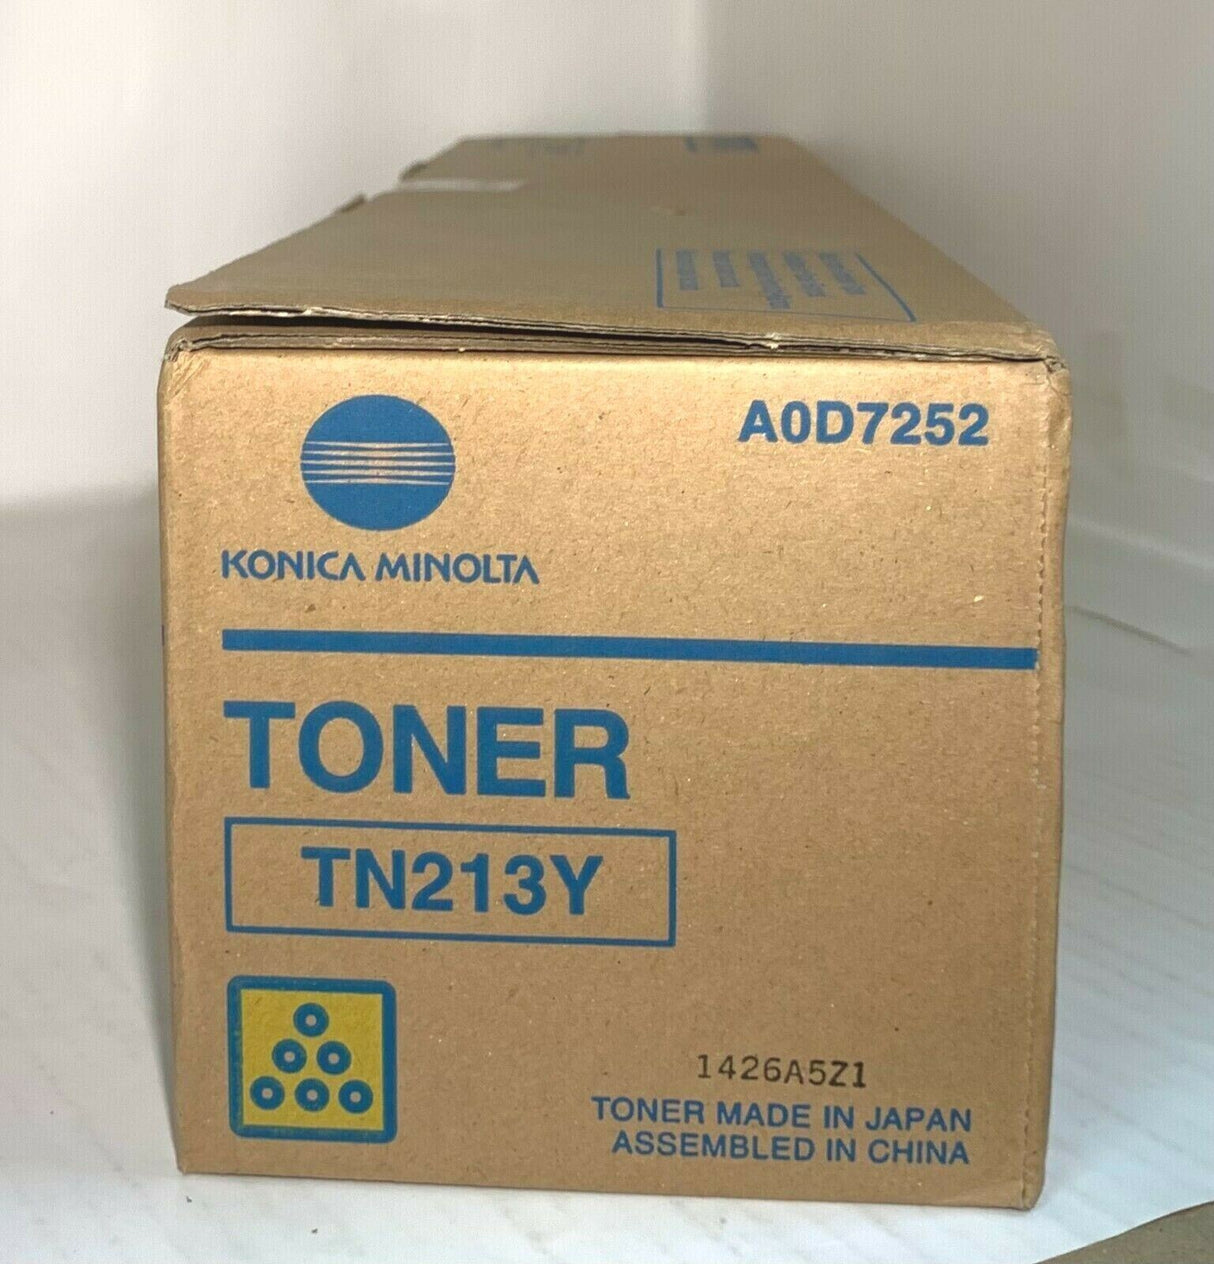 A0D7252
KONICA MINOLTA
TONER
TN213Y
1426A5Z1
TONER MADE IN JAPAN
ASSEMBLED IN CHINA